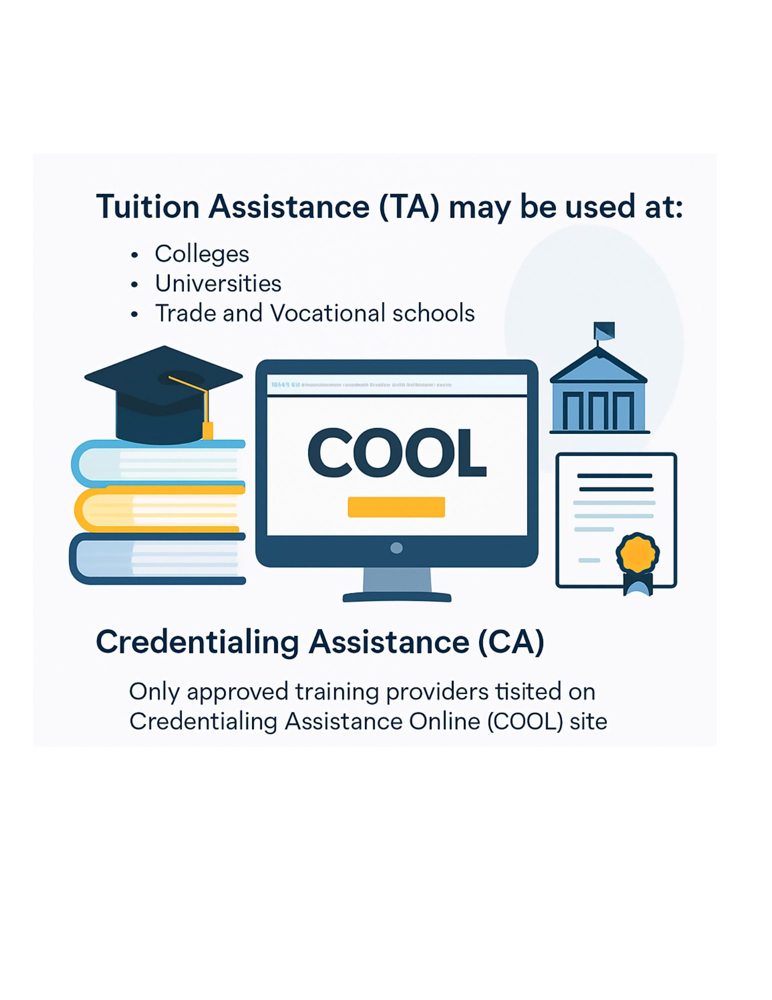 Tuition Assistance (TA) may be used at:
• Colleges
• Universities
• Trade and Vocational schools
COOL
Credentialing Assistance (CA)
Only approved training providers tisited on
Credentialing Assistance Online (COOL) site